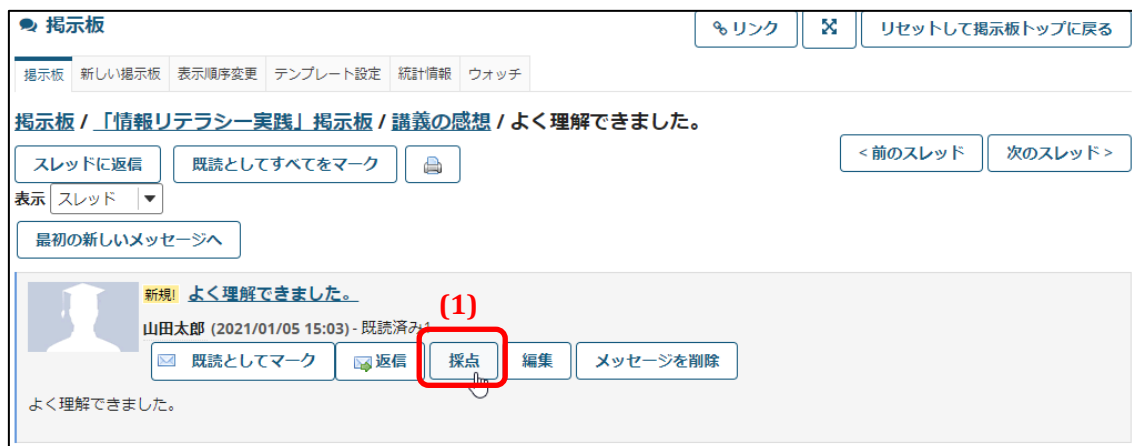 掲示板
リンク
リセットして掲示板トップに戻る
掲示板 新しい掲示板 表示順序変更 テンプレート設定 統計情報 ウォッチ
掲示板 / 「情報リテラシー実践」掲示板 / 講義の感想 / よく理解できました。
スレッドに返信 既読としてすべてをマーク
< 前のスレッド 次のスレッド >
表示 スレッド
最初の新しいメッセージへ
新規! よく理解できました。
(1)
山田太郎 (2021/01/05 15:03) - 既読済み1
既読としてマーク 返信 採点 編集 メッセージを削除
よく理解できました。